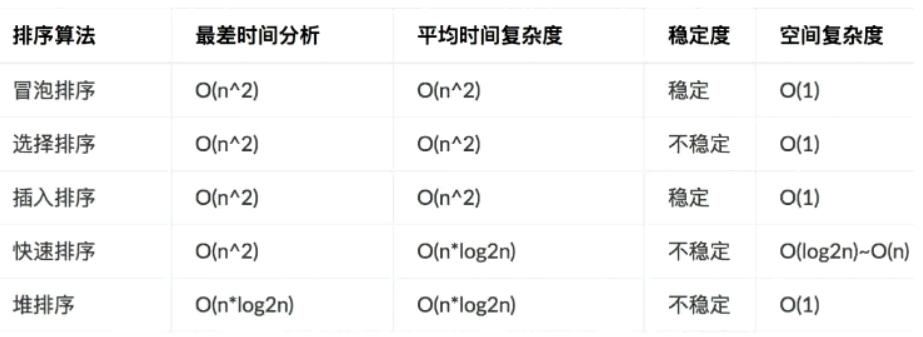 排序算法 最差时间分析 平均时间复杂度 稳定度 空间复杂度
冒泡排序 O(n^2) O(n^2) 稳定 O(1)
选择排序 O(n^2) O(n^2) 不稳定 O(1)
插入排序 O(n^2) O(n^2) 稳定 O(1)
快速排序 O(n^2) O(n*log2n) 不稳定 O(log2n)~O(n)
堆排序 O(n*log2n) O(n*log2n) 不稳定 O(1)